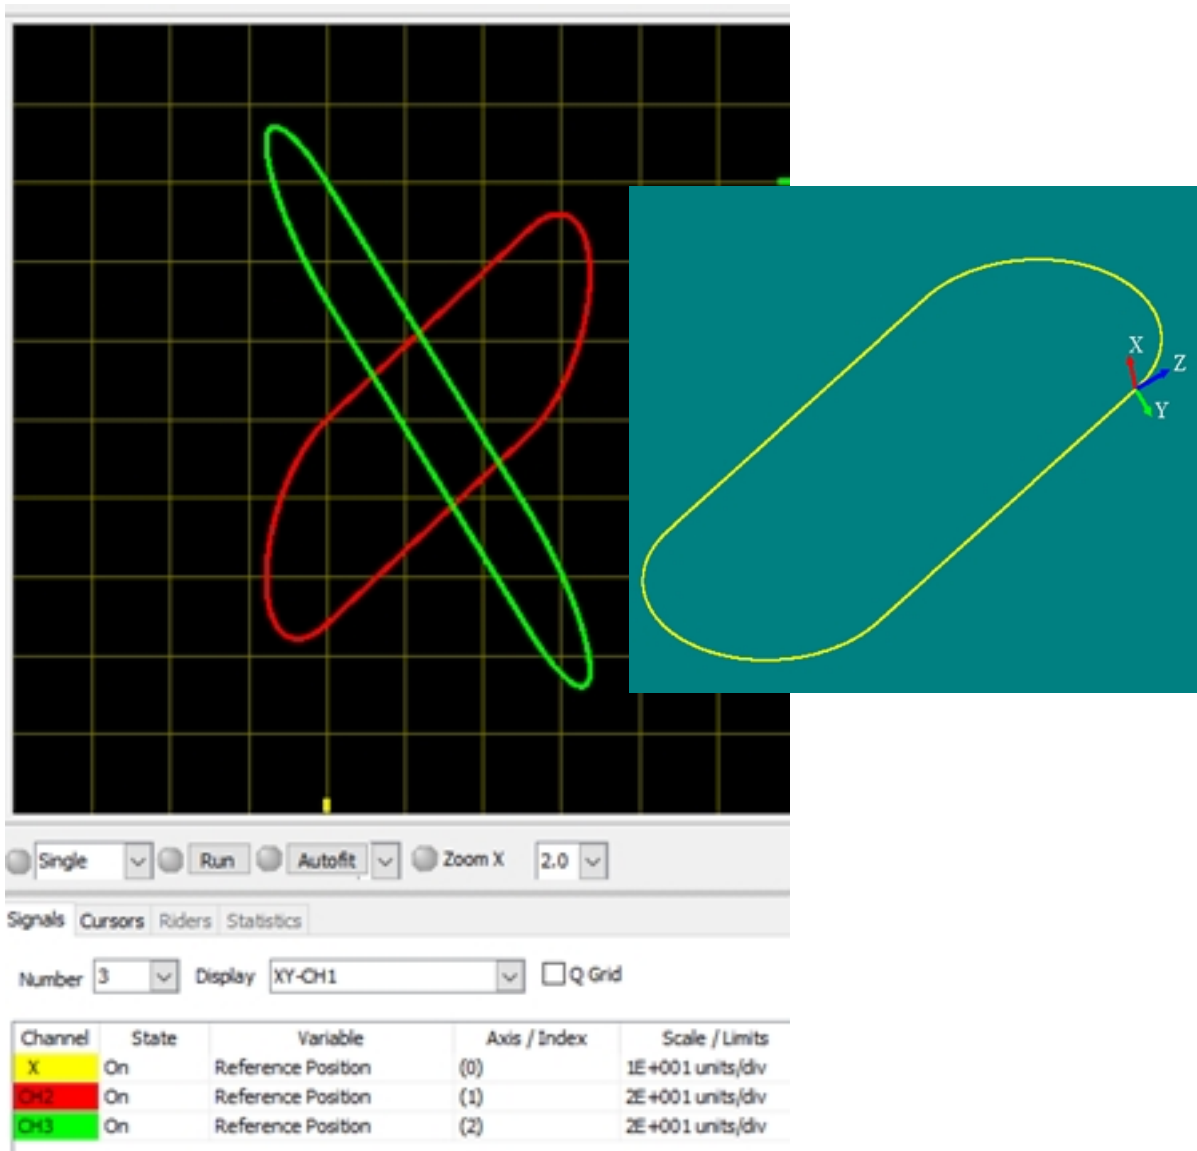 X
Z
Y
Single Run Autofit Zoom X 2.0
Signals Cursors Riders Statistics
Number 3 Display XY-CH1 Q Grid
Channel State Variable Axis / Index Scale / Limits
X On Reference Position (0) 1E+001 units/div
CH2 On Reference Position (1) 2E+001 units/div
CH3 On Reference Position (2) 2E+001 units/div